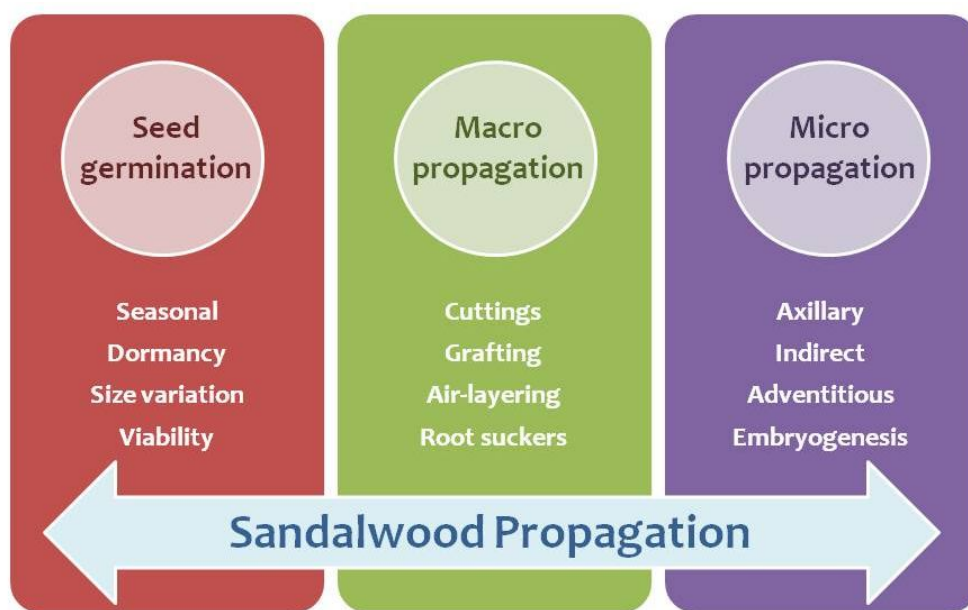 Seed
germination
Seasonal
Dormancy
Size variation
Viability
Macro
propagation
Cuttings
Grafting
Air-layering
Root suckers
Micro
propagation
Axillary
Indirect
Adventitious
Embryogenesis
Sandalwood Propagation